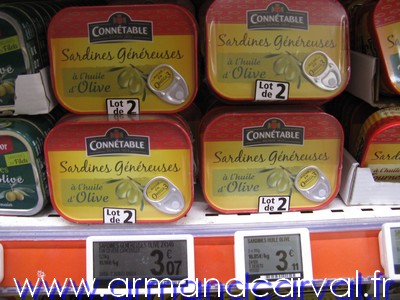 CONNÉTABLE
Sardines Généreuses
à l'huile
d'Olive
Lot
de 2
CONNÉTABLE
Sardines Généreuses
à l'huile
d'Olive
Lot
de 2
CONNÉTABLE
Sardines Généreuses
à l'huile
d'Olive
Lot
de 2
CONNÉTABLE
Sardines Généreuses
à l'huile
d'Olive
Lot
de 2
3€07
3€11
www.armandcarval.fr